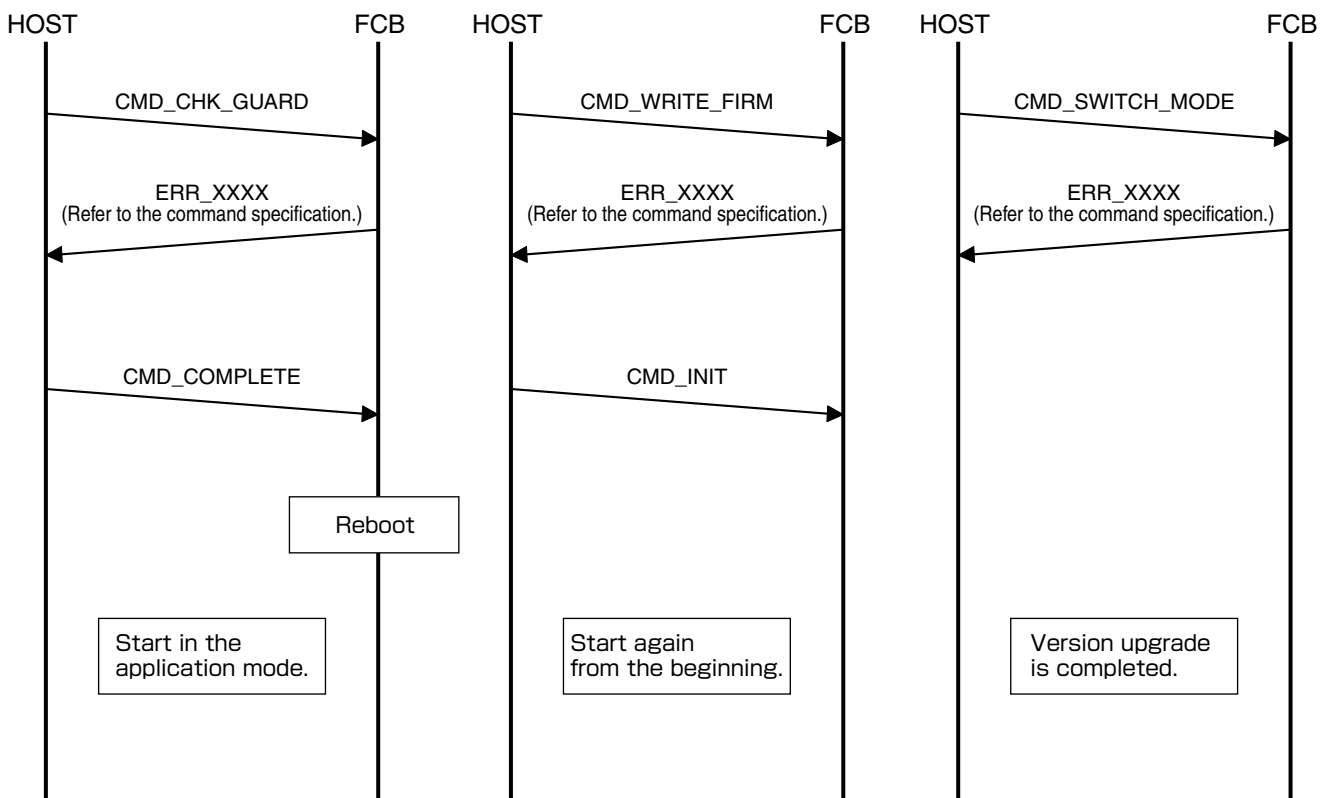 HOST FCB
CMD_CHK_GUARD
ERR_XXXX
(Refer to the command specification.)
CMD_COMPLETE
Reboot
Start in the
application mode.
HOST FCB
CMD_WRITE_FIRM
ERR_XXXX
(Refer to the command specification.)
CMD_INIT
Start again
from the beginning.
HOST FCB
CMD_SWITCH_MODE
ERR_XXXX
(Refer to the command specification.)
Version upgrade
is completed.